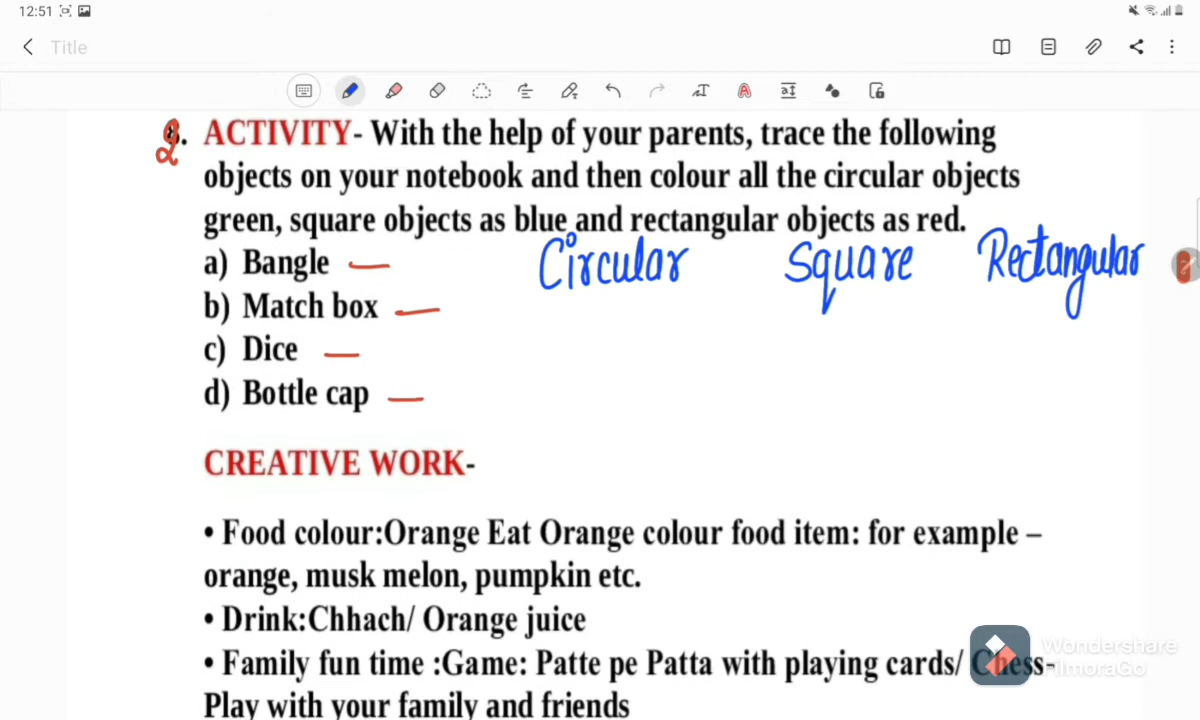 12:51
Title
2. ACTIVITY- With the help of your parents, trace the following
objects on your notebook and then colour all the circular objects
green, square objects as blue and rectangular objects as red.
a) Bangle —
Circular Square Rectangular
b) Match box —
c) Dice —
d) Bottle cap —
CREATIVE WORK-
• Food colour:Orange Eat Orange colour food item: for example –
orange, musk melon, pumpkin etc.
• Drink:Chhach/ Orange juice
• Family fun time :Game: Patte pe Patta with playing cards/ Chess-
Play with your family and friends
Wondershare
FilmoraGo